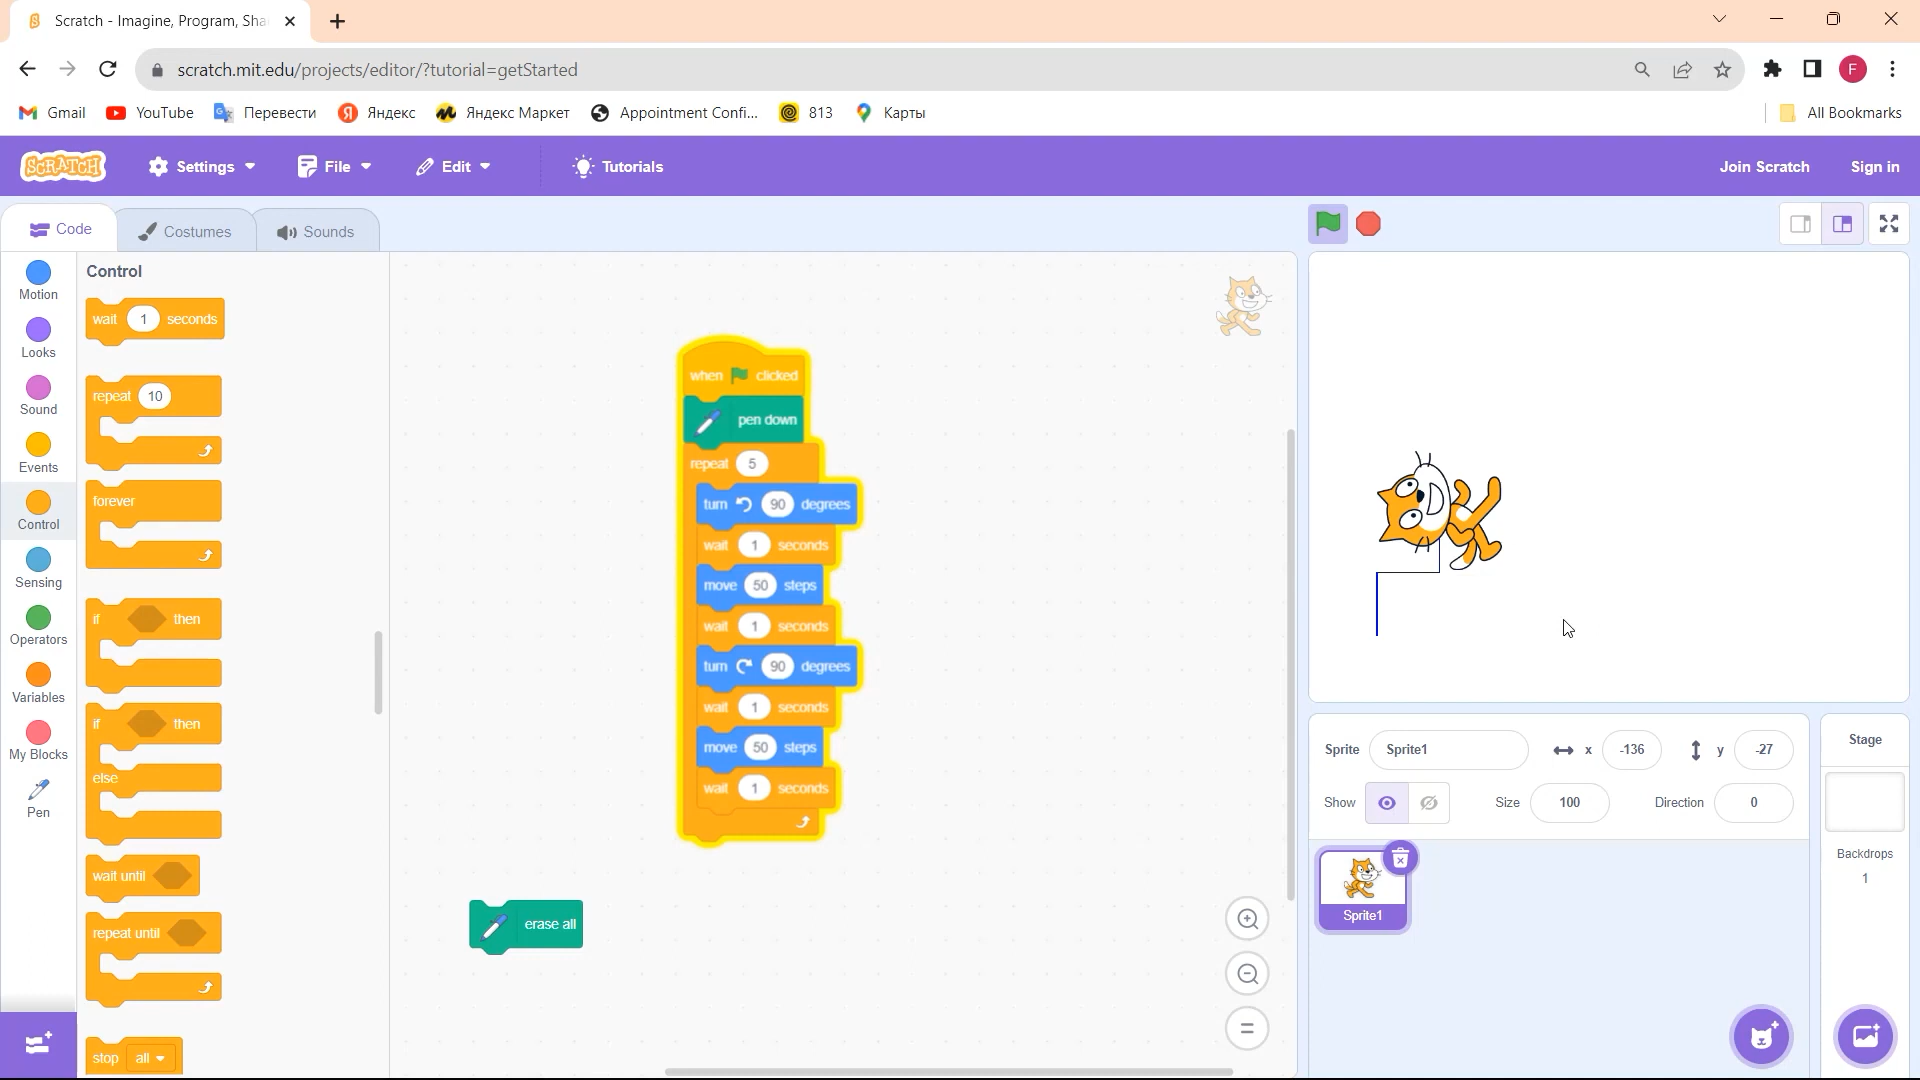 Scratch - Imagine, Program, Sha
scratch.mit.edu/projects/editor/?tutorial=getStarted
F
Gmail YouTube Перевести Яндекс Яндекс Маркет Appointment Confi... 813 Карты All Bookmarks
SCRATCH Settings File Edit Tutorials Join Scratch Sign in
Code Costumes Sounds
Motion
Looks
Sound
Events
Control
Sensing
Operators
Variables
My Blocks
Pen
Control
wait 1 seconds
repeat 10
forever
if then
if then
else
wait until
repeat until
stop all
when clicked
pen down
repeat 5
turn 90 degrees
wait 1 seconds
move 50 steps
wait 1 seconds
turn 90 degrees
wait 1 seconds
move 50 steps
wait 1 seconds
erase all
Sprite Sprite1 x -136 y -27
Show Size 100 Direction 0
Sprite1
Stage
Backdrops
1